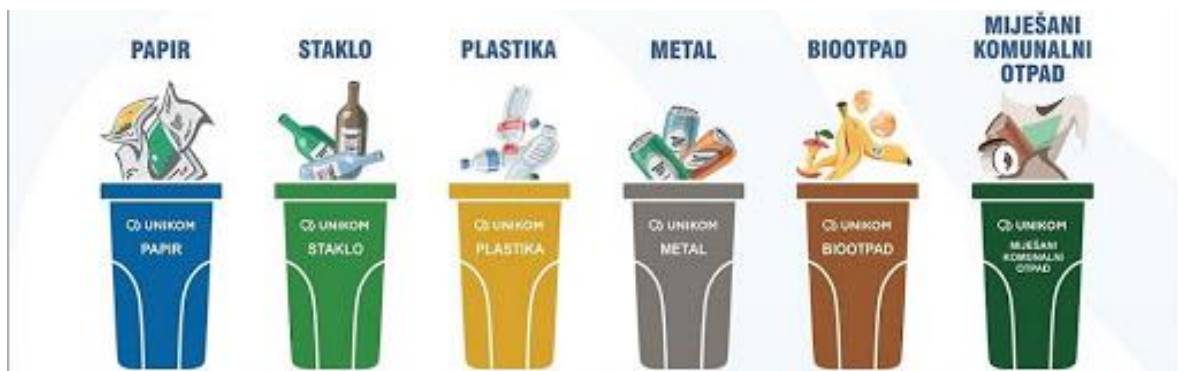 PAPIR
STAKLO
PLASTIKA
METAL
BIOOTPAD
MIJEŠANI
KOMUNALNI
OTPAD
UNIKOM
PAPIR
UNIKOM
STAKLO
UNIKOM
PLASTIKA
UNIKOM
METAL
UNIKOM
BIOOTPAD
UNIKOM
MIJEŠANI
KOMUNALNI
OTPAD